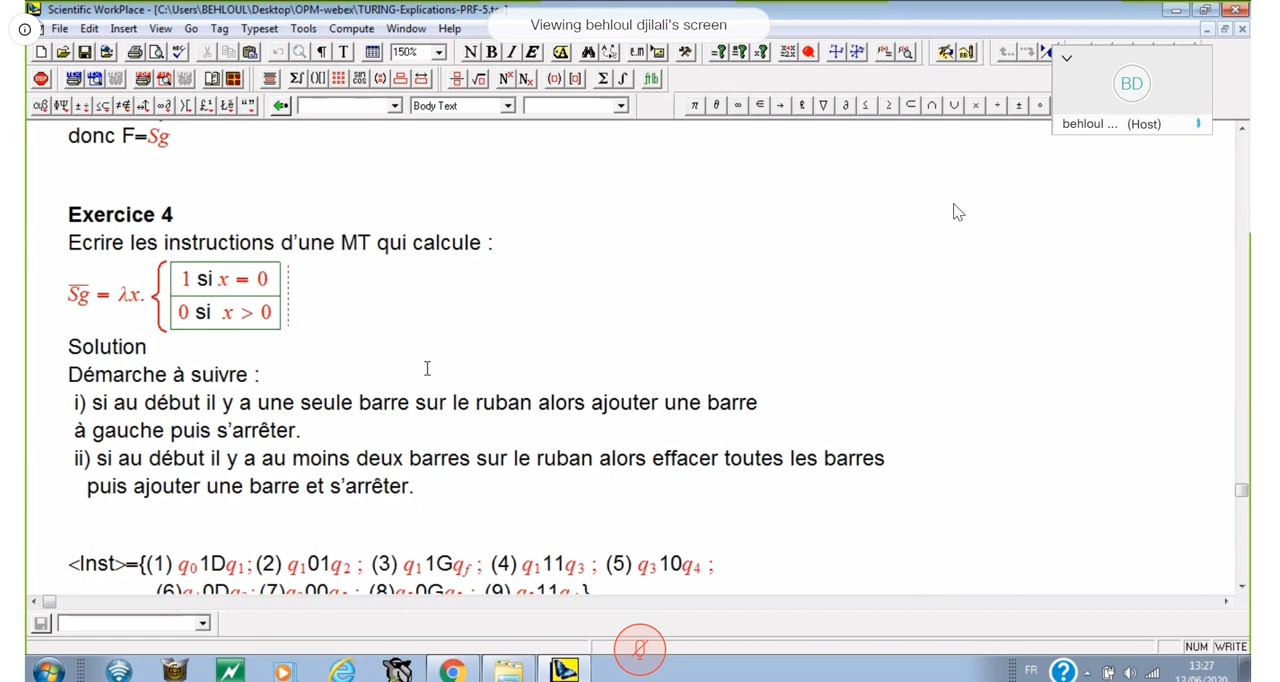 Scientific WorkPlace - [C:\Users\BEHLOUL\Desktop\OPM-webex\TURING-Explications-PRF-5.te
Viewing behloul djilali's screen
File Edit Insert View Go Tag Typeset Tools Compute Window Help
150%
Body Text
BD
behloul ... (Host)
donc F=Sg
Exercice 4
Ecrire les instructions d'une MT qui calcule :
S̅g̅ = λx. { 1 si x = 0
0 si x > 0
Solution
Démarche à suivre :
i) si au début il y a une seule barre sur le ruban alors ajouter une barre
à gauche puis s'arrêter.
ii) si au début il y a au moins deux barres sur le ruban alors effacer toutes les barres
puis ajouter une barre et s'arrêter.
<Inst>={(1) q₀1Dq₁; (2) q₁01q₂ ; (3) q₁1Gq_f ; (4) q₁11q₃ ; (5) q₃10q₄ ;
NUM WRITE
FR
13:27
13/06/2020